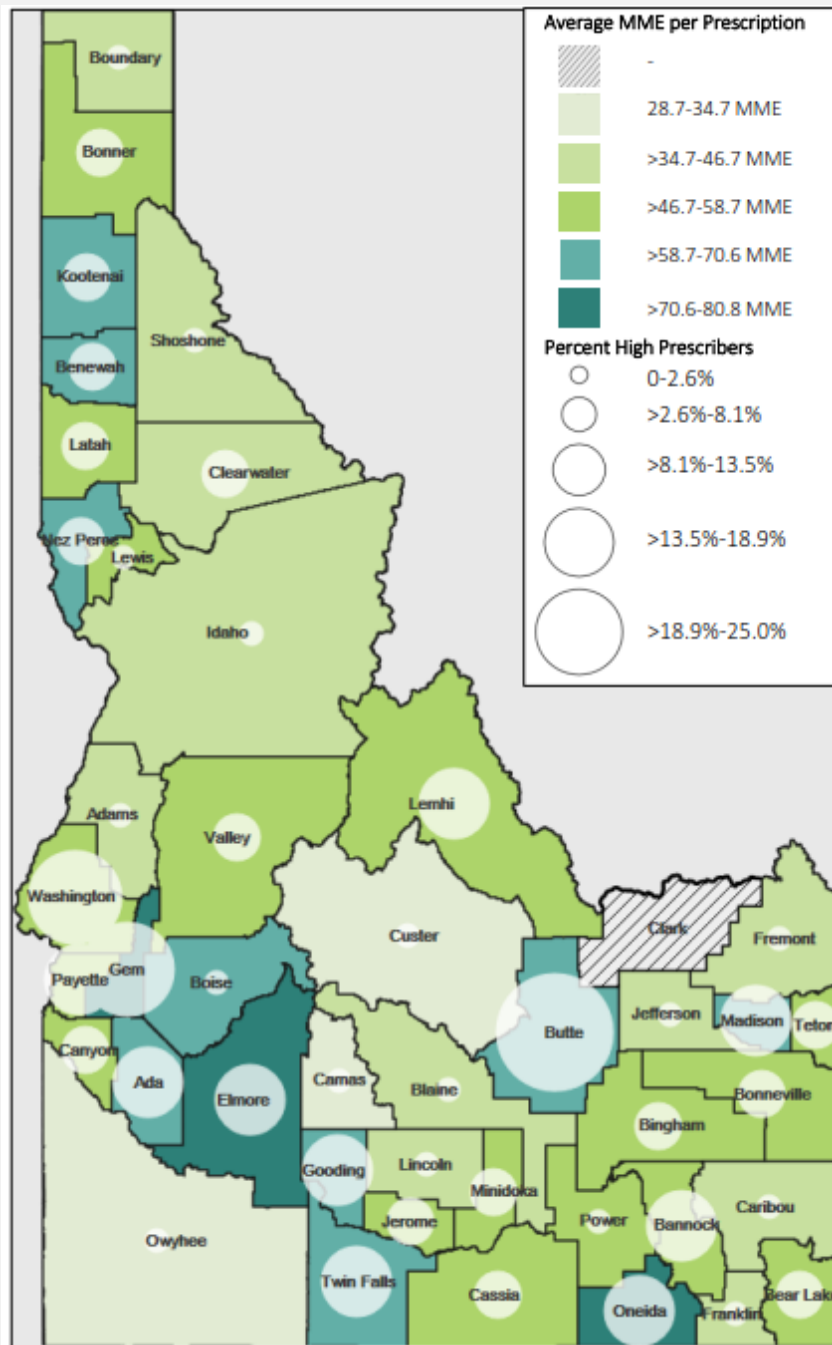 Average MME per Prescription
-
28.7-34.7 MME
>34.7-46.7 MME
>46.7-58.7 MME
>58.7-70.6 MME
>70.6-80.8 MME
Percent High Prescribers
0-2.6%
>2.6%-8.1%
>8.1%-13.5%
>13.5%-18.9%
>18.9%-25.0%
Boundary
Bonner
Kootenai
Shoshone
Benewah
Latah
Clearwater
Nez Perce
Lewis
Idaho
Lemhi
Adams
Valley
Washington
Custer
Clark
Fremont
Payette
Gem
Boise
Butte
Jefferson
Madison
Teton
Canyon
Ada
Elmore
Camas
Blaine
Bonneville
Bingham
Gooding
Lincoln
Minidoka
Jerome
Power
Bannock
Caribou
Owyhee
Twin Falls
Cassia
Oneida
Franklin
Bear Lake